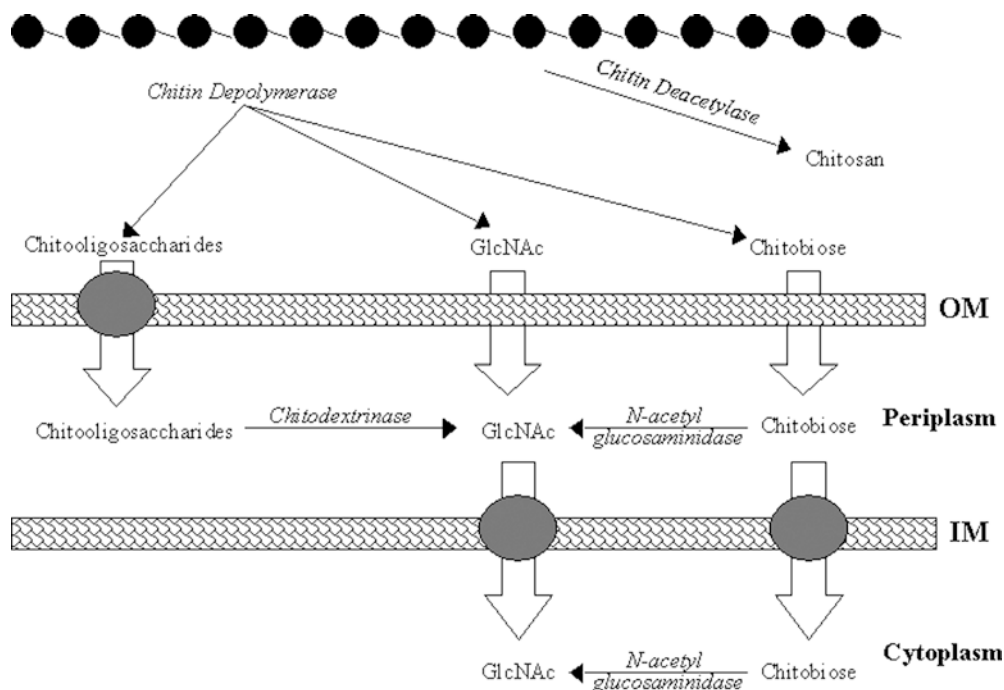 Chitin Depolymerase
Chitin Deacetylase
Chitosan
Chitooligosaccharides
GlcNAc
Chitobiose
OM
Chitooligosaccharides
Chitodextrinase
GlcNAc
N-acetyl
glucosaminidase
Chitobiose
Periplasm
IM
GlcNAc
N-acetyl
glucosaminidase
Chitobiose
Cytoplasm